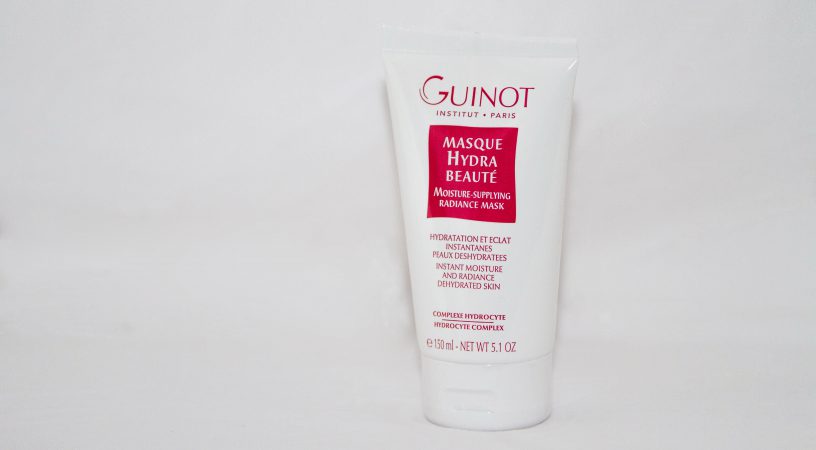 GUINOT
INSTITUT • PARIS
MASQUE
HYDRA
BEAUTÉ
MOISTURE-SUPPLYING
RADIANCE MASK
HYDRATATION ET ECLAT
INSTANTANES
PEAUX DESHYDRATEES
INSTANT MOISTURE
AND RADIANCE
DEHYDRATED SKIN
COMPLEXE HYDROCYTE
HYDROCYTE COMPLEX
℮ 150 ml - NET WT 5.1 OZ